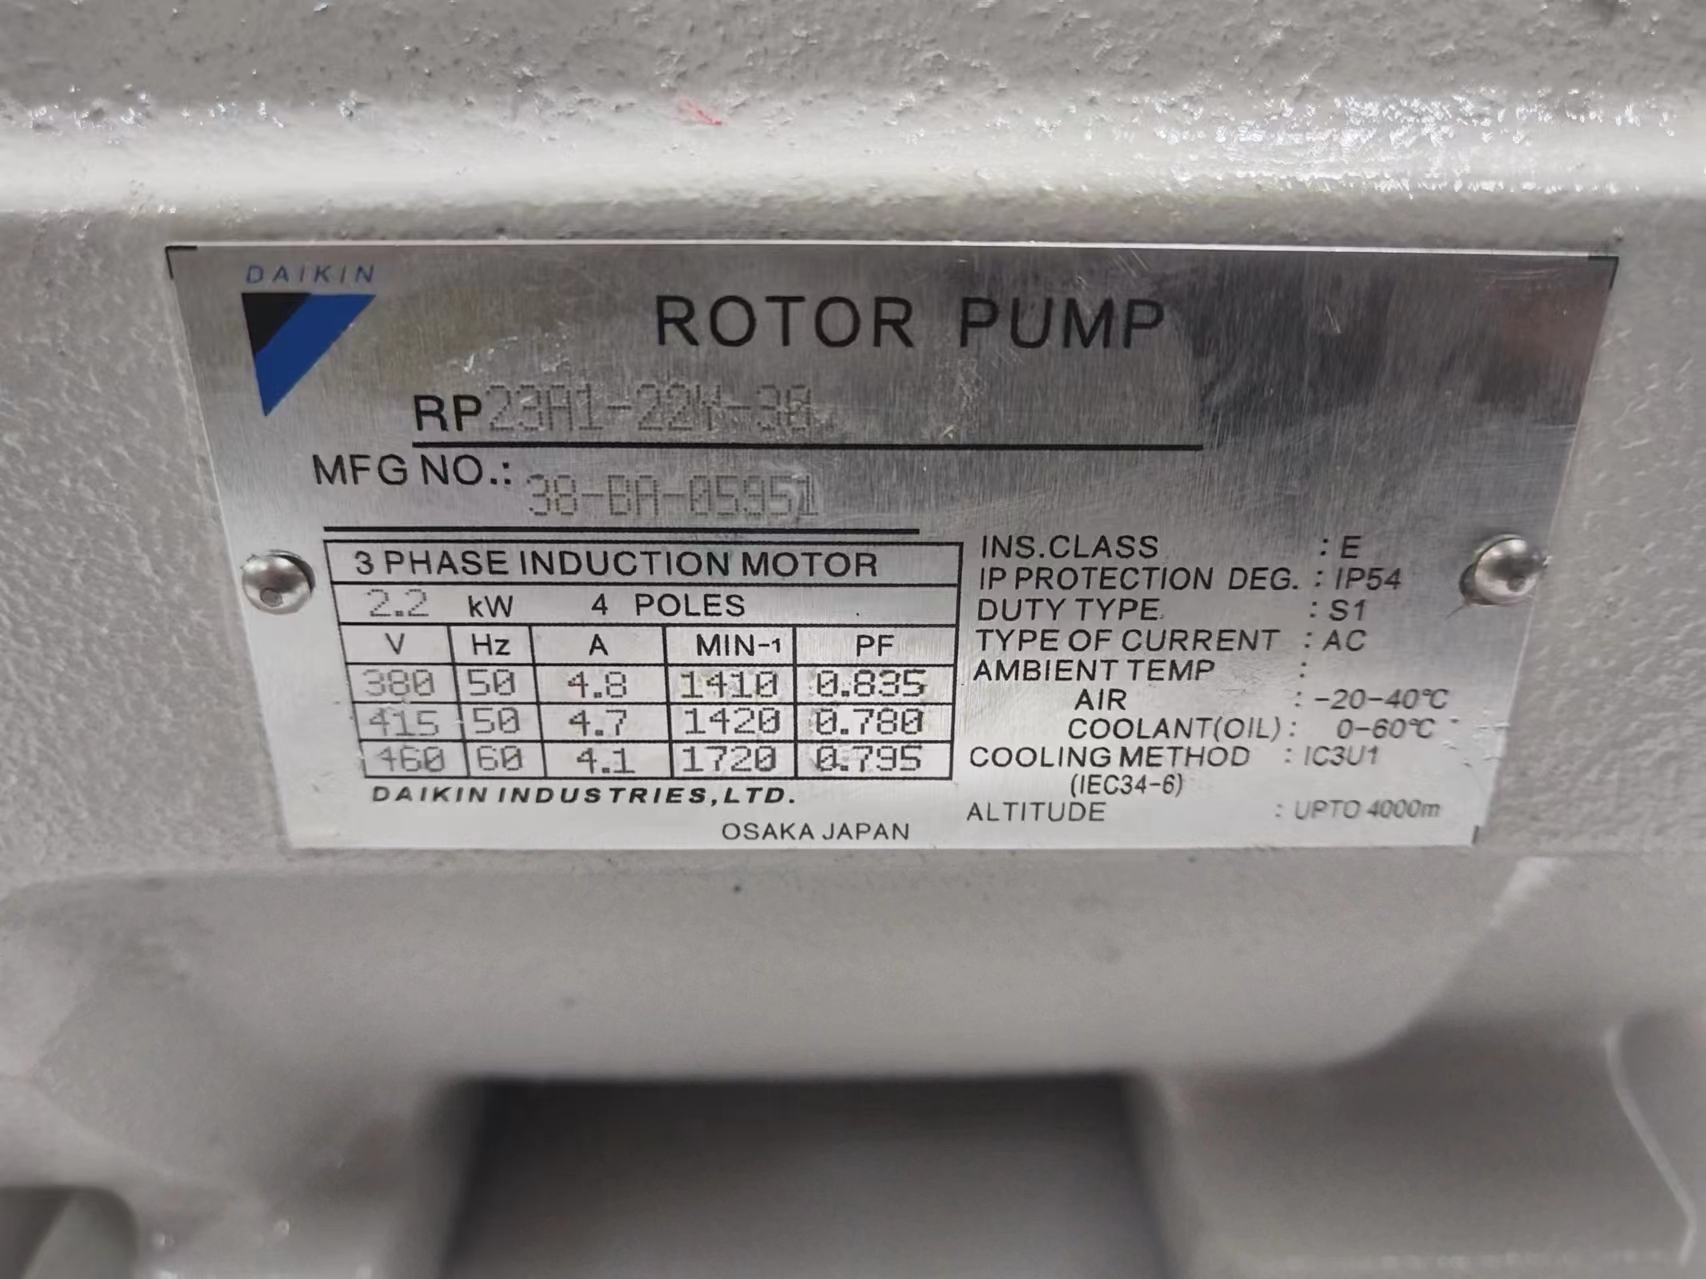 DAIKIN
ROTOR PUMP
RP23A1-22Y-30
MFG NO.: 38-BA-05951
3 PHASE INDUCTION MOTOR
2.2 kW 4 POLES
V Hz A MIN-1 PF
380 50 4.8 1410 0.835
415 50 4.7 1420 0.780
460 60 4.1 1720 0.795
DAIKIN INDUSTRIES,LTD.
OSAKA JAPAN
INS.CLASS : E
IP PROTECTION DEG. : IP54
DUTY TYPE : S1
TYPE OF CURRENT : AC
AMBIENT TEMP :
AIR : -20-40℃
COOLANT(OIL) : 0-60℃
COOLING METHOD : IC3U1
(IEC34-6)
ALTITUDE : UPTO 4000m